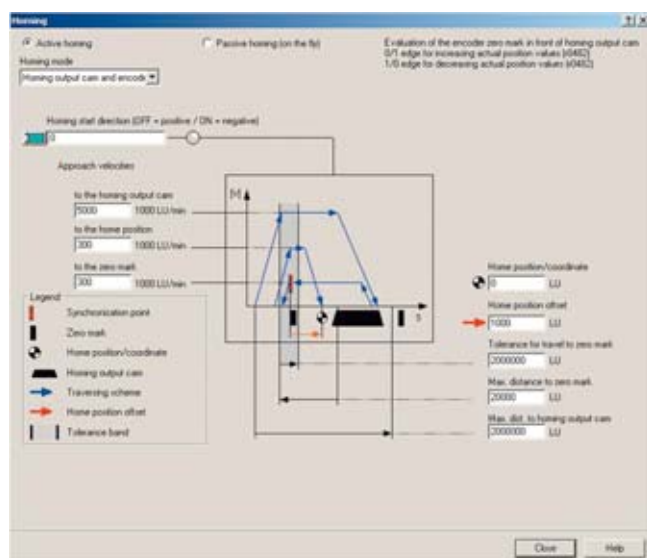 Homing
Active homing
Passive homing (on the fly)
Evaluation of the encoder zero mark in front of homing output cam
0/1 edge for increasing actual position values (r0482)
1/0 edge for decreasing actual position values (r0482)
Homing mode
Homing output cam and encode
Homing start direction (OFF = positive / ON = negative)
0
Approach velocities
to the homing output cam
5000 1000 LU/min
to the home position
300 1000 LU/min
to the zero mark
300 1000 LU/min
|v|
s
Home position/coordinate
0 LU
Home position offset
1000 LU
Tolerance for travel to zero mark
2000000 LU
Max. distance to zero mark
20000 LU
Max. dist. to homing output cam
2000000 LU
Legend
Synchronisation point
Zero mark
Home position/coordinate
Homing output cam
Traversing scheme
Home position offset
Tolerance band
Close
Help